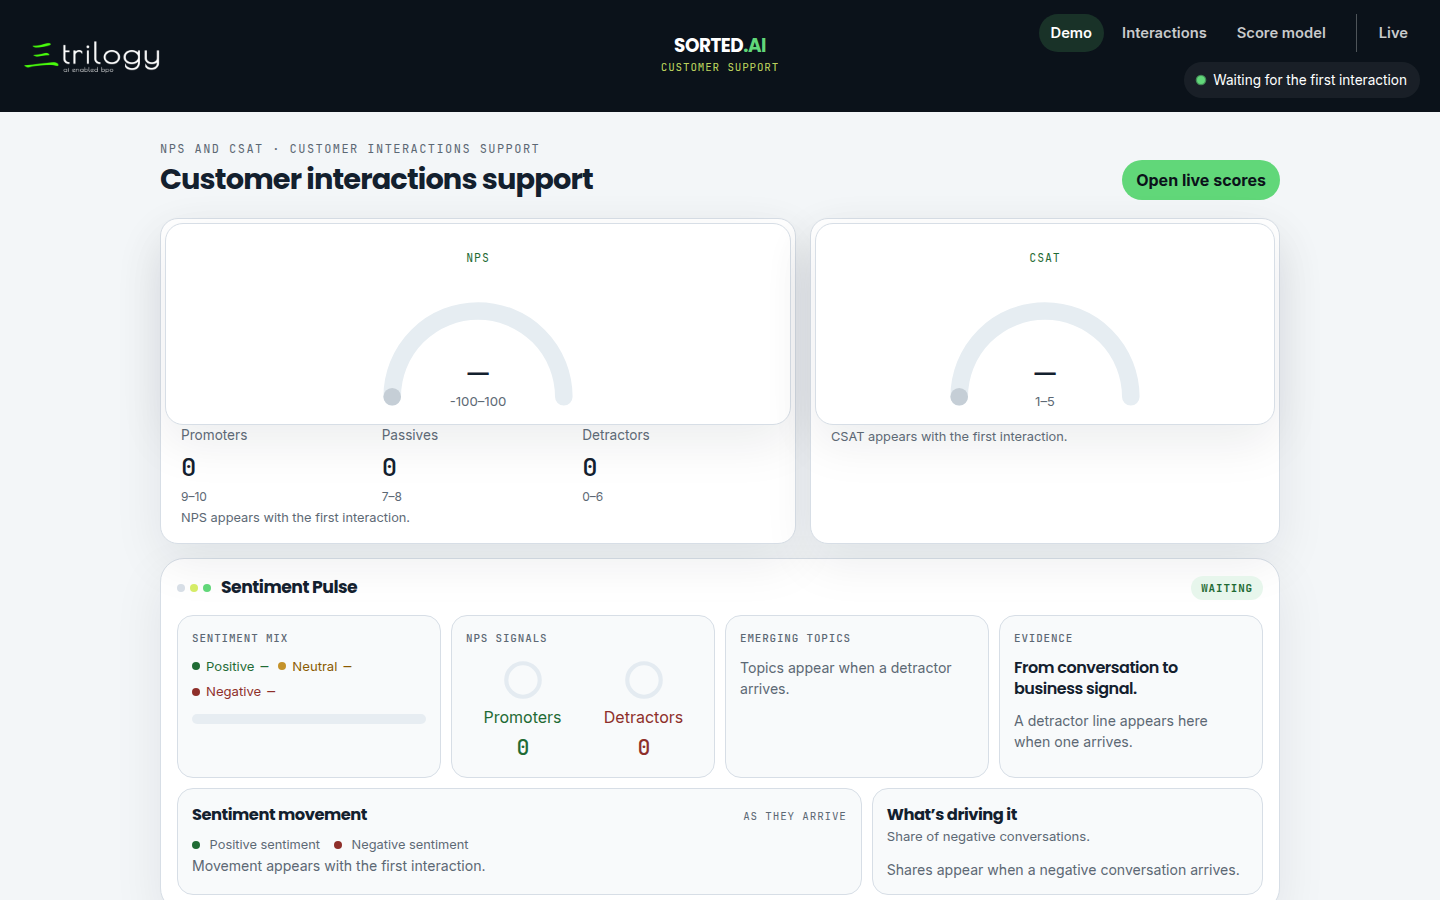 trilogy
ai enabled bpo
SORTED.AI
CUSTOMER SUPPORT
Demo
Interactions
Score model
Live
Waiting for the first interaction
NPS AND CSAT · CUSTOMER INTERACTIONS SUPPORT
Customer interactions support
Open live scores
NPS
—
-100–100
Promoters
Passives
Detractors
0
0
0
9–10
7–8
0–6
NPS appears with the first interaction.
CSAT
—
1–5
CSAT appears with the first interaction.
Sentiment Pulse
WAITING
SENTIMENT MIX
Positive –
Neutral –
Negative –
NPS SIGNALS
Promoters
Detractors
0
0
EMERGING TOPICS
Topics appear when a detractor
arrives.
EVIDENCE
From conversation to
business signal.
A detractor line appears here
when one arrives.
Sentiment movement
AS THEY ARRIVE
Positive sentiment
Negative sentiment
Movement appears with the first interaction.
What’s driving it
Share of negative conversations.
Shares appear when a negative conversation arrives.